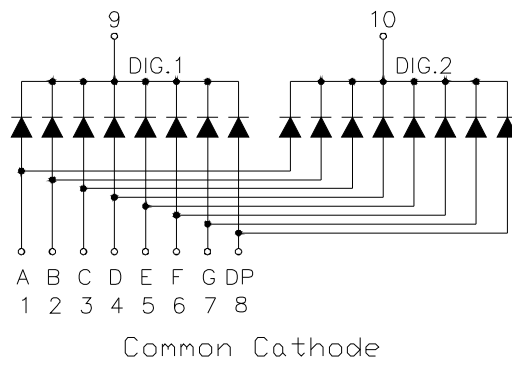 9 10
DIG.1 DIG.2
A B C D E F G DP
1 2 3 4 5 6 7 8
Common Cathode